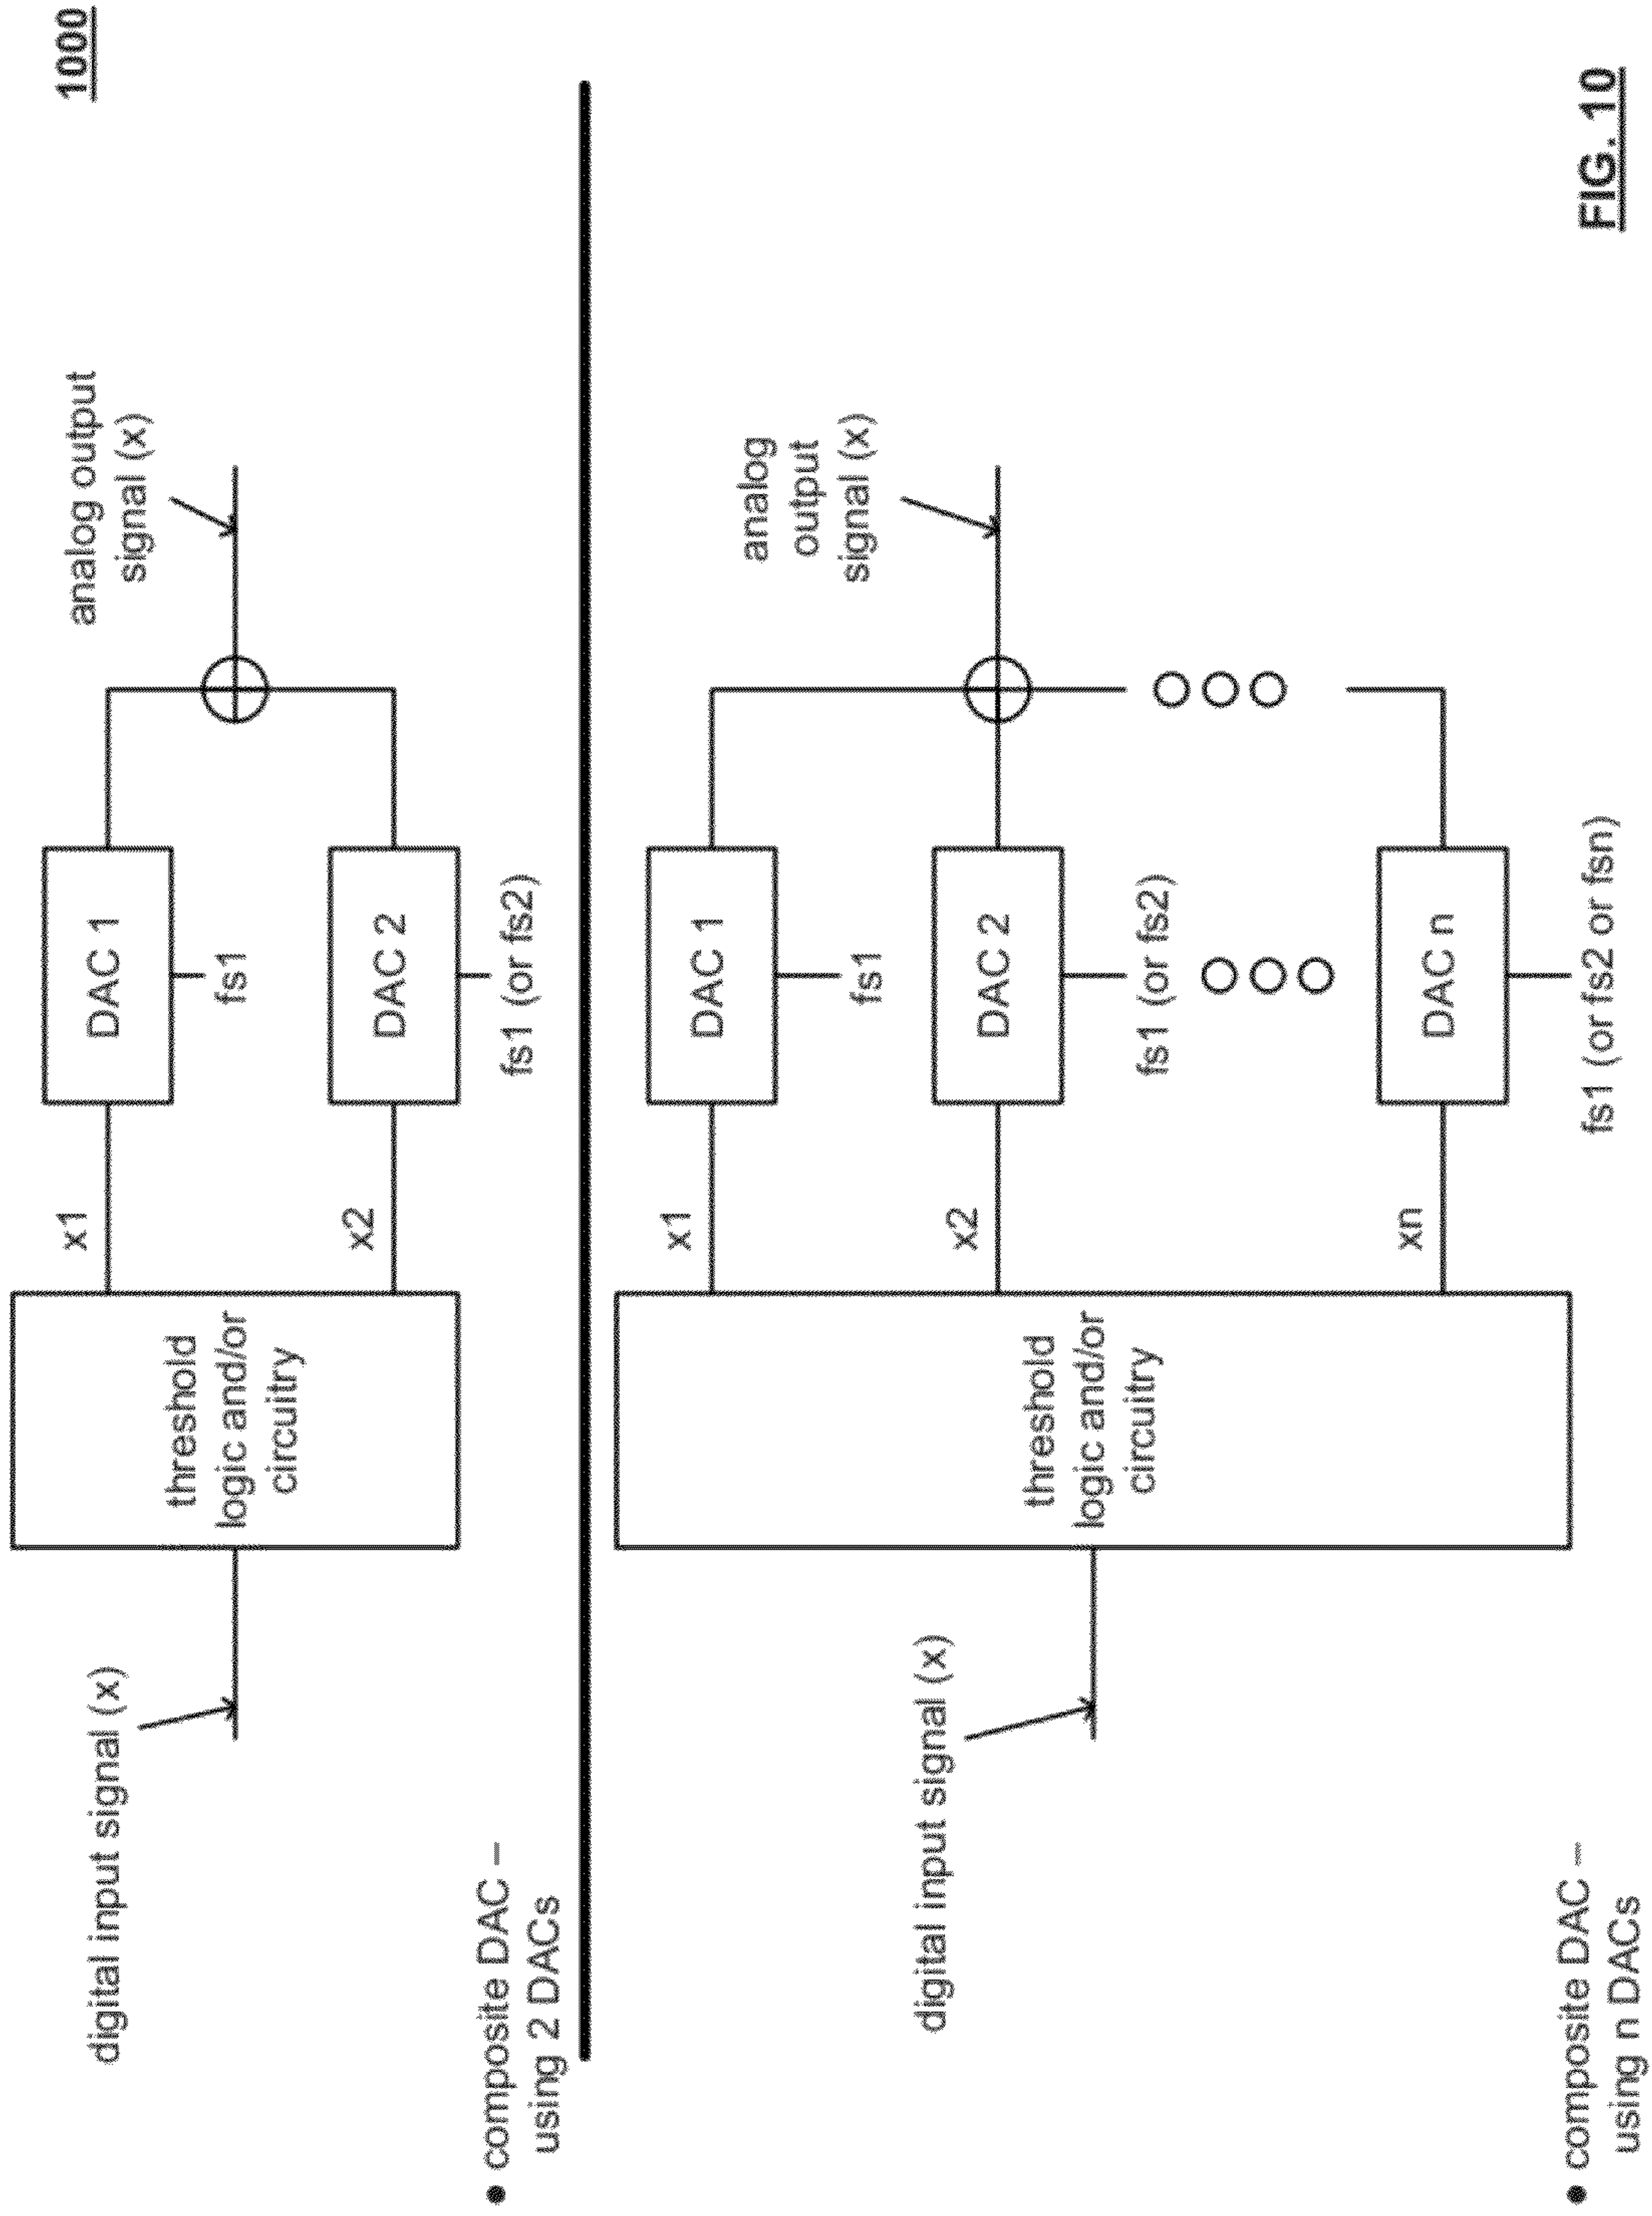 1000
digital input signal (x)
threshold
logic and/or
circuitry
x1
x2
DAC 1
fs1
DAC 2
fs1 (or fs2)
analog output
signal (x)
● composite DAC –
using 2 DACs
digital input signal (x)
threshold
logic and/or
circuitry
x1
x2
xn
DAC 1
fs1
DAC 2
fs1 (or fs2)
DAC n
fs1 (or fs2 or fsn)
analog
output
signal (x)
● composite DAC –
using n DACs
FIG. 10